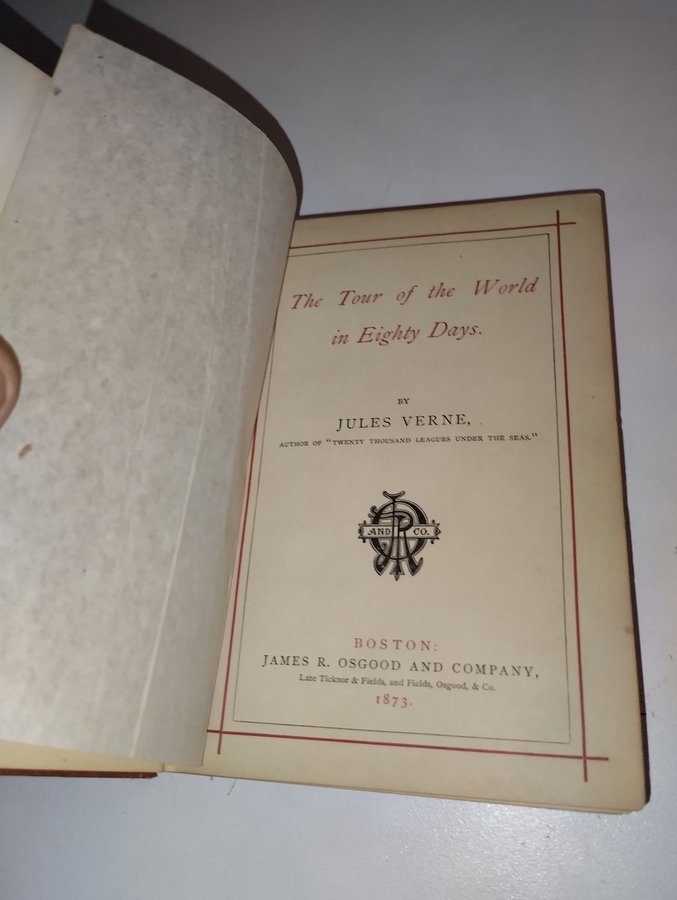 The Tour of the World
in Eighty Days.
BY
JULES VERNE,
AUTHOR OF "TWENTY THOUSAND LEAGUES UNDER THE SEAS."
AND CO.
BOSTON:
JAMES R. OSGOOD AND COMPANY,
Late Ticknor & Fields, and Fields, Osgood, & Co.
1873.